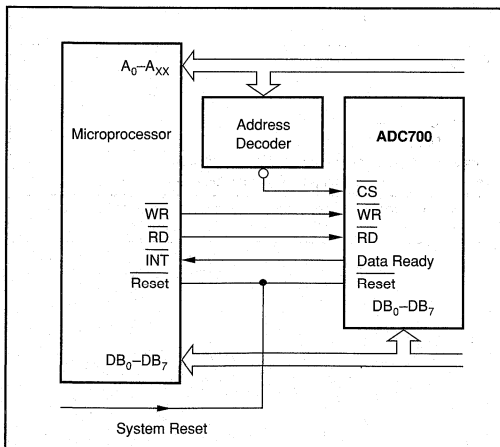 A0–AXX
Microprocessor
Address
Decoder
ADC700
CS
WR
WR
RD
RD
INT
Data Ready
Reset
Reset
DB0–DB7
DB0–DB7
System Reset